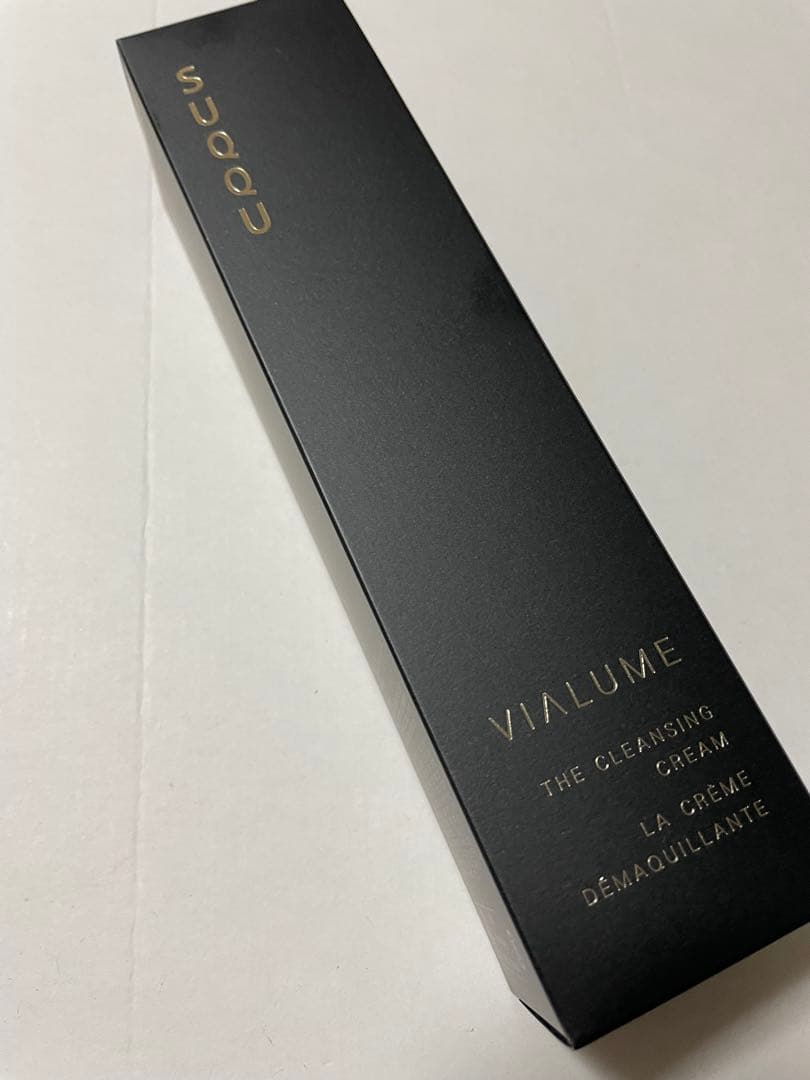 SUQQU
VIALUME
THE CLEANSING
CREAM
LA CRÈME
DÉMAQUILLANTE